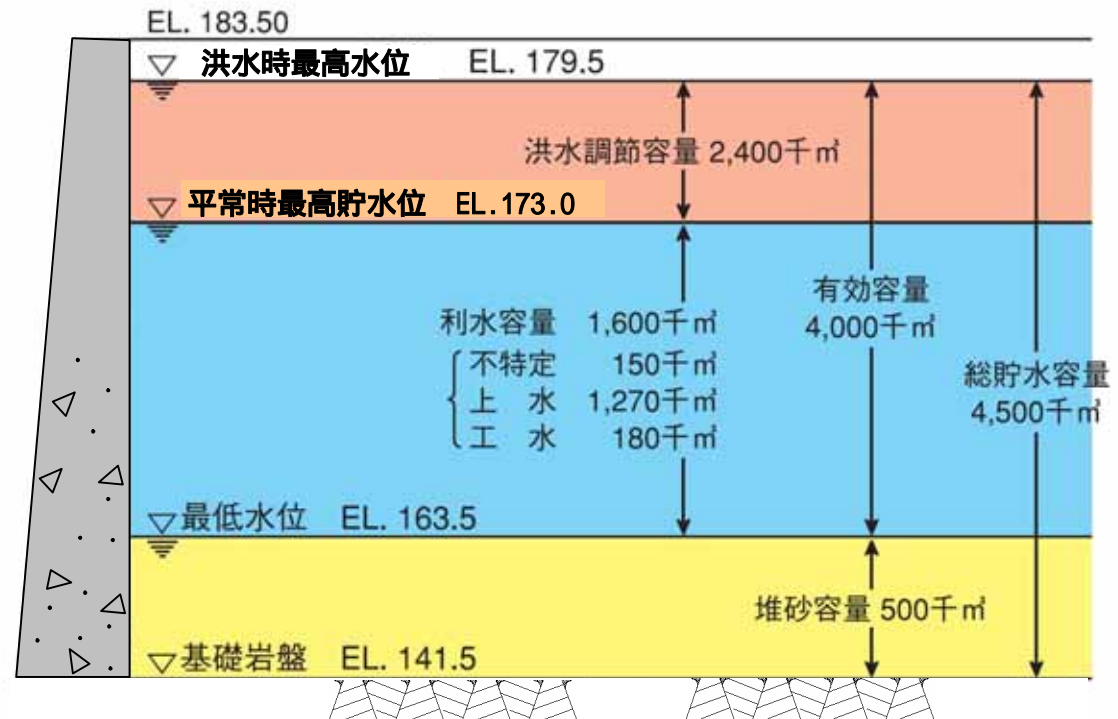 EL. 183.50
洪水時最高水位 EL. 179.5
洪水調節容量 2,400千㎥
平常時最高貯水位 EL.173.0
有効容量
4,000千㎥
利水容量 1,600千㎥
不特定 150千㎥
上水 1,270千㎥
工水 180千㎥
総貯水容量
4,500千㎥
最低水位 EL. 163.5
堆砂容量 500千㎥
基礎岩盤 EL. 141.5